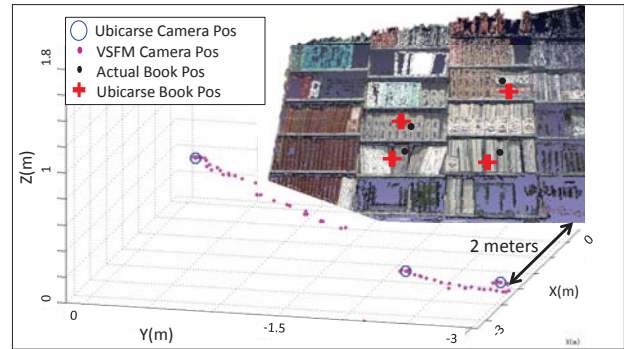 Ubicarse Camera Pos
VSFM Camera Pos
Actual Book Pos
Ubicarse Book Pos
1.8
Z(m)
1
0
0
Y(m)
-1.5
-3
-3
X(m)
0
2 meters
X(m)